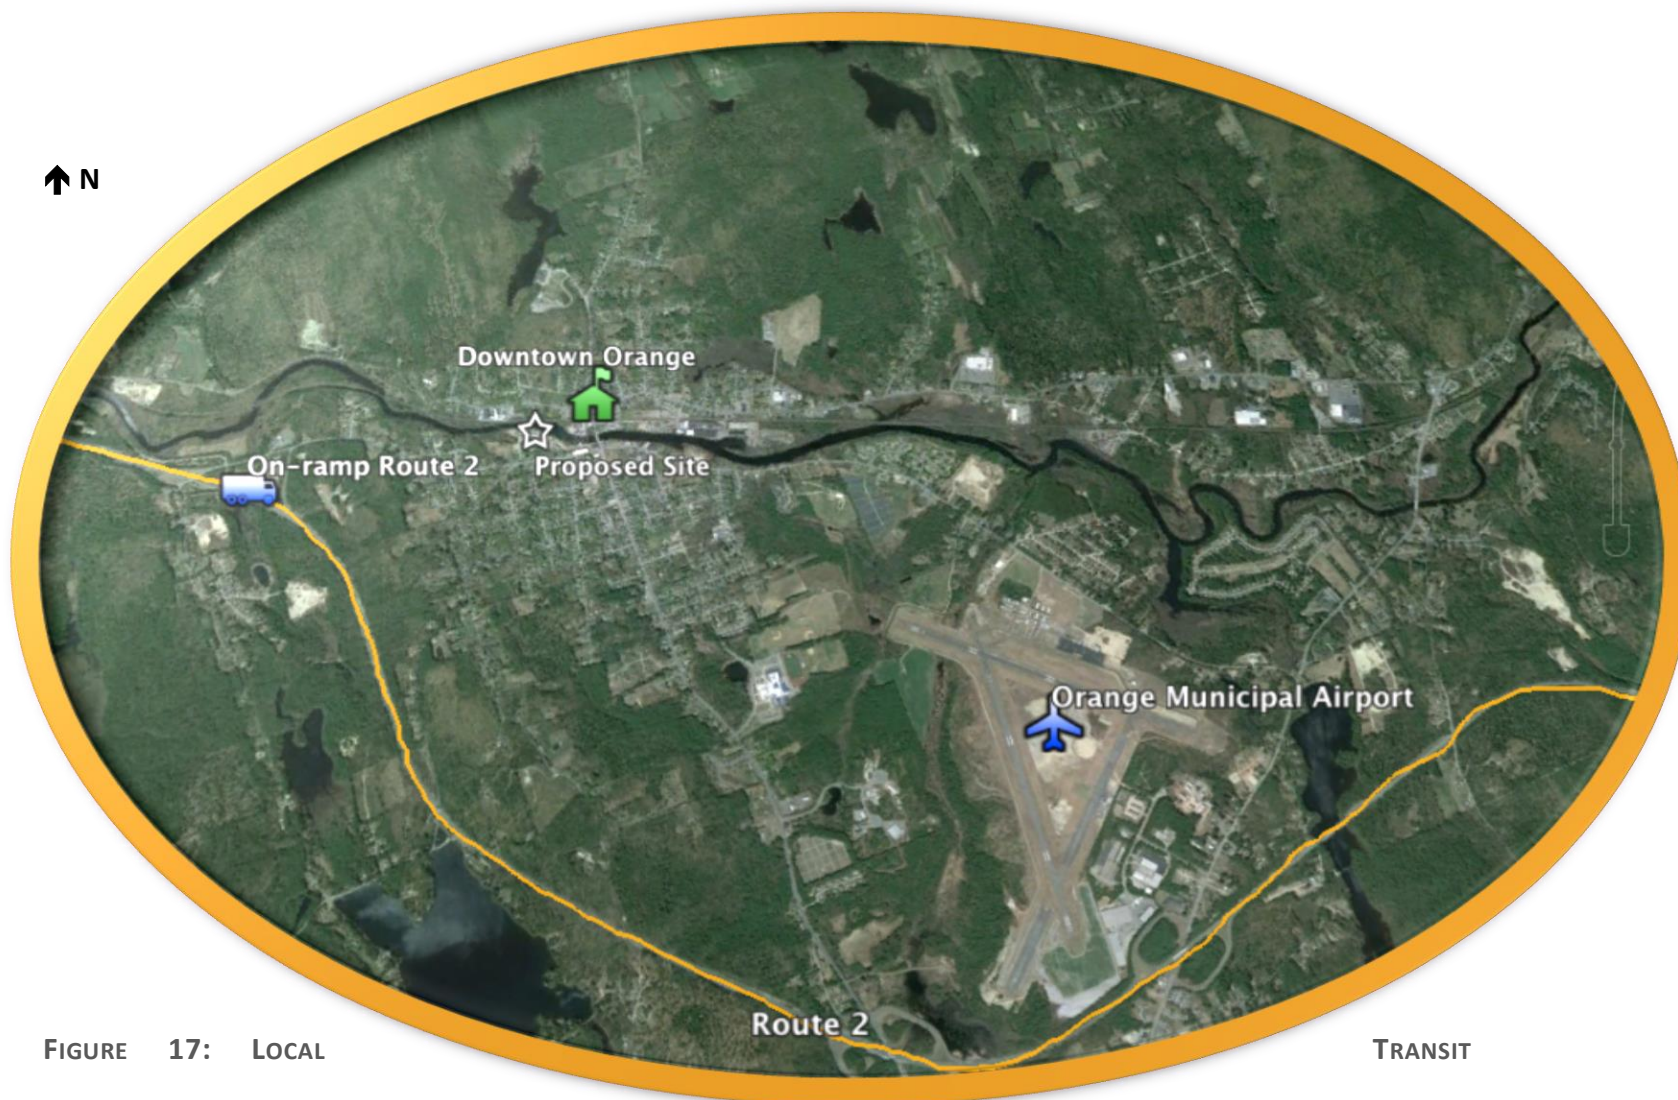 N
Downtown Orange
On-ramp Route 2
Proposed Site
Orange Municipal Airport
Route 2
FIGURE 17: LOCAL TRANSIT